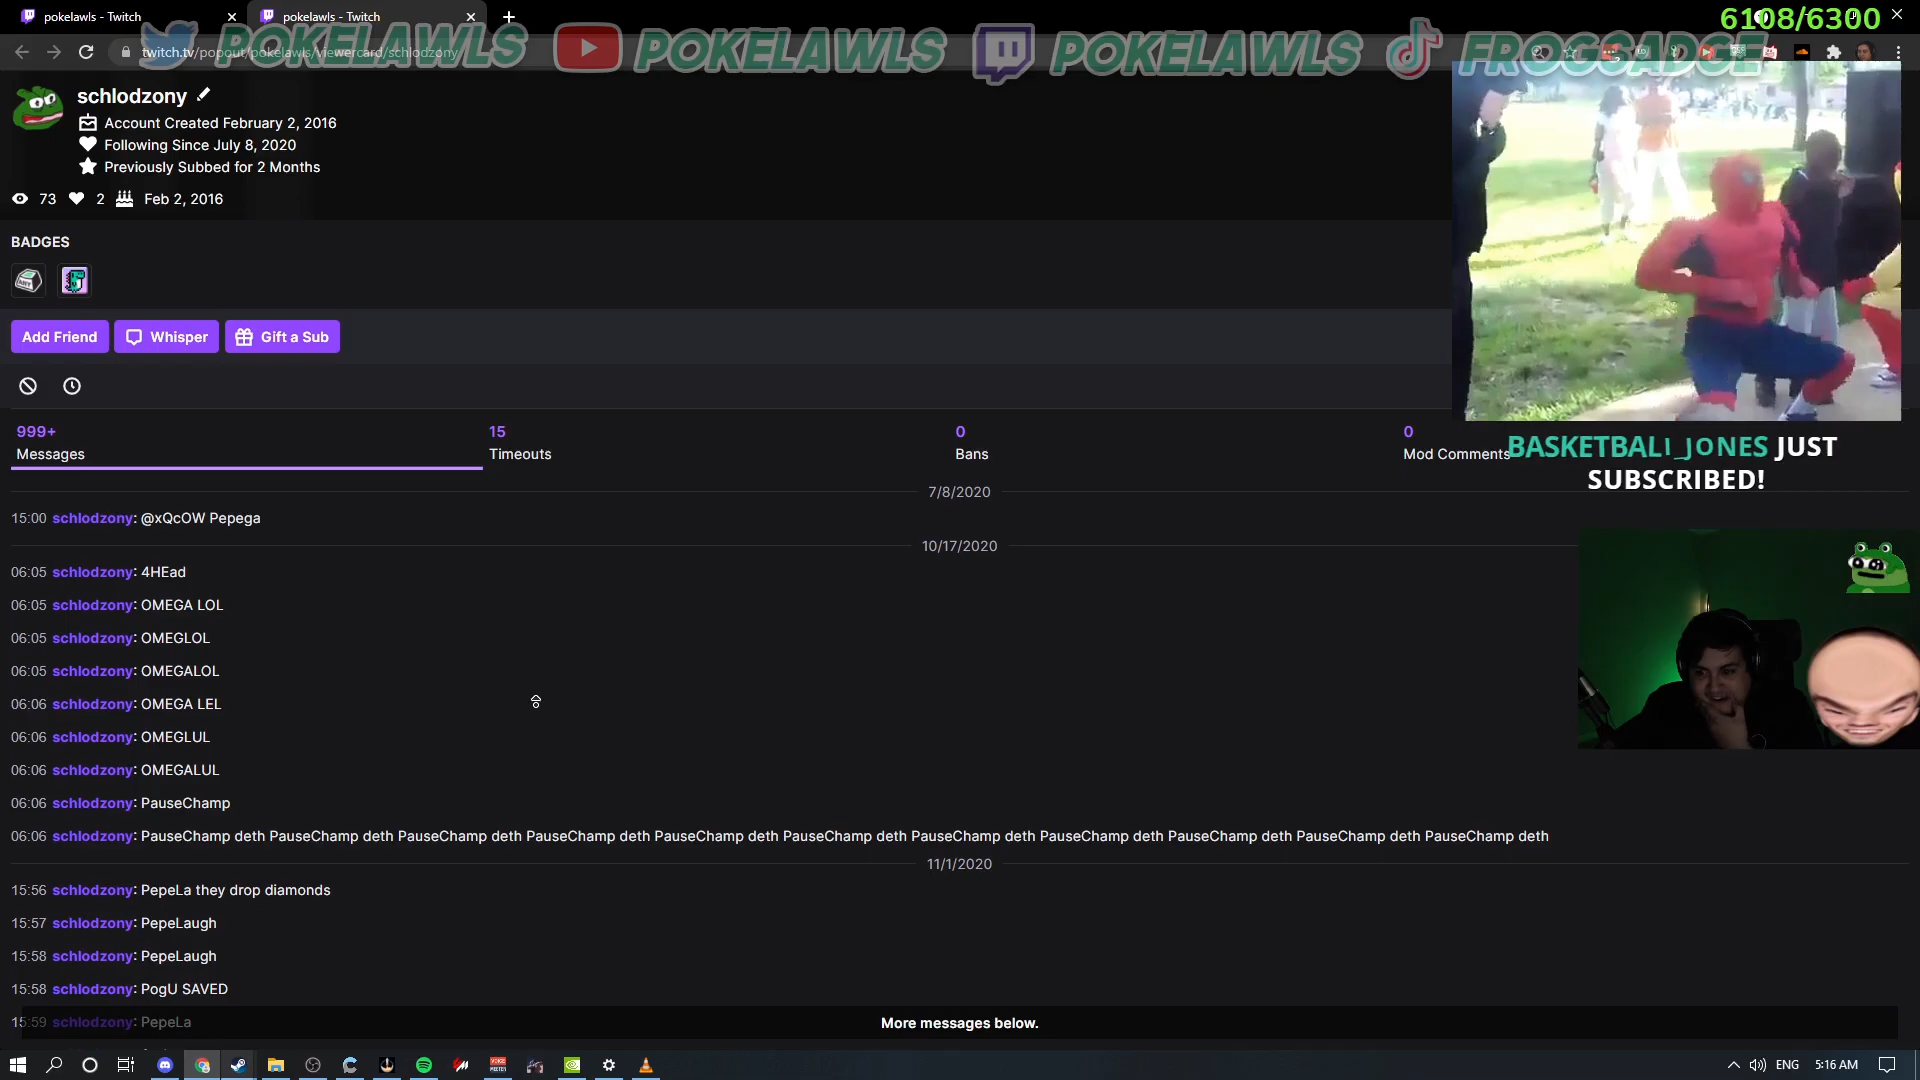 pokelawls - Twitch
pokelawls - Twitch
6108/6300
twitch.tv/popout/pokelawls/viewercard/schlodzony
POKELAWLS
POKELAWLS
POKELAWLS
FROGSADGE
schlodzony
Account Created February 2, 2016
Following Since July 8, 2020
Previously Subbed for 2 Months
73 2 Feb 2, 2016
BADGES
Add Friend Whisper Gift a Sub
999+ 15 0 0
Messages Timeouts Bans Mod Comments
BASKETBALL_JONES JUST
SUBSCRIBED!
7/8/2020
15:00 schlodzony: @xQcOW Pepega
10/17/2020
06:05 schlodzony: 4HEad
06:05 schlodzony: OMEGA LOL
06:05 schlodzony: OMEGLOL
06:05 schlodzony: OMEGALOL
06:06 schlodzony: OMEGA LEL
06:06 schlodzony: OMEGLUL
06:06 schlodzony: OMEGALUL
06:06 schlodzony: PauseChamp
06:06 schlodzony: PauseChamp deth PauseChamp deth PauseChamp deth PauseChamp deth PauseChamp deth PauseChamp deth PauseChamp deth PauseChamp deth PauseChamp deth PauseChamp deth PauseChamp deth
11/1/2020
15:56 schlodzony: PepeLa they drop diamonds
15:57 schlodzony: PepeLaugh
15:58 schlodzony: PepeLaugh
15:58 schlodzony: PogU SAVED
15:59 schlodzony: PepeLa
More messages below.
ENG 5:16 AM